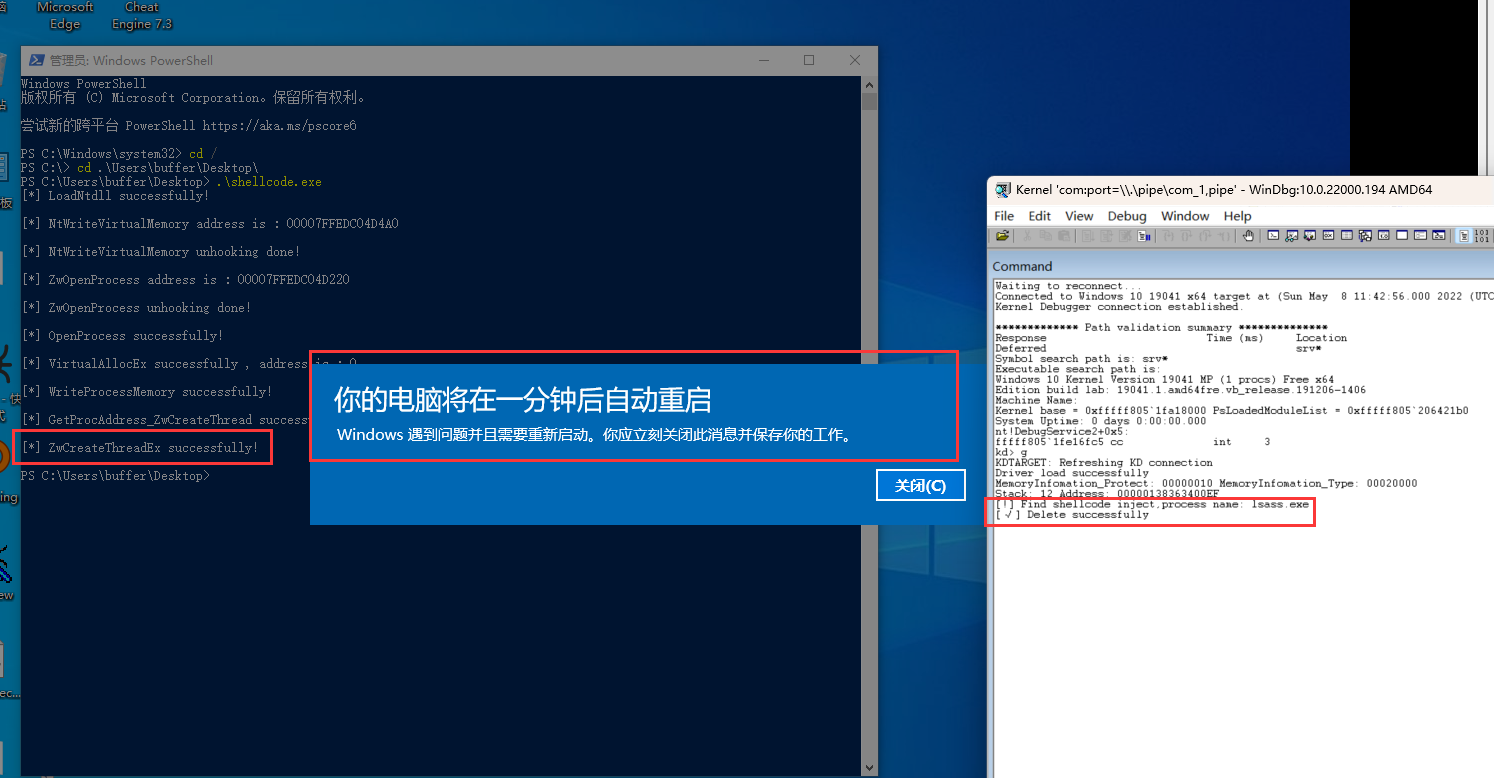 Microsoft
Edge
Cheat
Engine 7.3
管理员: Windows PowerShell
Windows PowerShell
版权所有 (C) Microsoft Corporation。保留所有权利。
尝试新的跨平台 PowerShell https://aka.ms/pscore6
PS C:\Windows\system32> cd /
PS C:\> cd .\Users\buffer\Desktop\
PS C:\Users\buffer\Desktop> .\shellcode.exe
[*] LoadNtdll successfully!
[*] NtWriteVirtualMemory address is : 00007FFEDC04D4A0
[*] NtWriteVirtualMemory unhooking done!
[*] ZwOpenProcess address is : 00007FFEDC04D220
[*] ZwOpenProcess unhooking done!
[*] OpenProcess successfully!
[*] VirtualAllocEx successfully , address is : 0
[*] WriteProcessMemory successfully!
[*] GetProcAddress_ZwCreateThread success
[*] ZwCreateThreadEx successfully!
PS C:\Users\buffer\Desktop>
你的电脑将在一分钟后自动重启
Windows 遇到问题并且需要重新启动。你应立刻关闭此消息并保存你的工作。
关闭(C)
Kernel 'com:port=\\.\pipe\com_1,pipe' - WinDbg:10.0.22000.194 AMD64
File Edit View Debug Window Help
Command
Waiting to reconnect...
Connected to Windows 10 19041 x64 target at (Sun May  8 11:42:56.000 2022 (UTC
Kernel Debugger connection established.
************* Path validation summary **************
Response Time (ms) Location
Deferred srv*
Symbol search path is: srv*
Executable search path is:
Windows 10 Kernel Version 19041 MP (1 procs) Free x64
Edition build lab: 19041.1.amd64fre.vb_release.191206-1406
Machine Name:
Kernel base = 0xfffff805`1fa18000 PsLoadedModuleList = 0xfffff805`206421b0
System Uptime: 0 days 0:00:00.000
nt!DebugService2+0x5:
fffff805`1fe16fc5 cc int 3
kd> g
KDTARGET: Refreshing KD connection
Driver load successfully
MemoryInfomation_Protect: 00000010 MemoryInfomation_Type: 00020000
Stack: 12 Address: 00000138363400EF
[!] Find shellcode inject,process name: lsass.exe
[√] Delete successfully